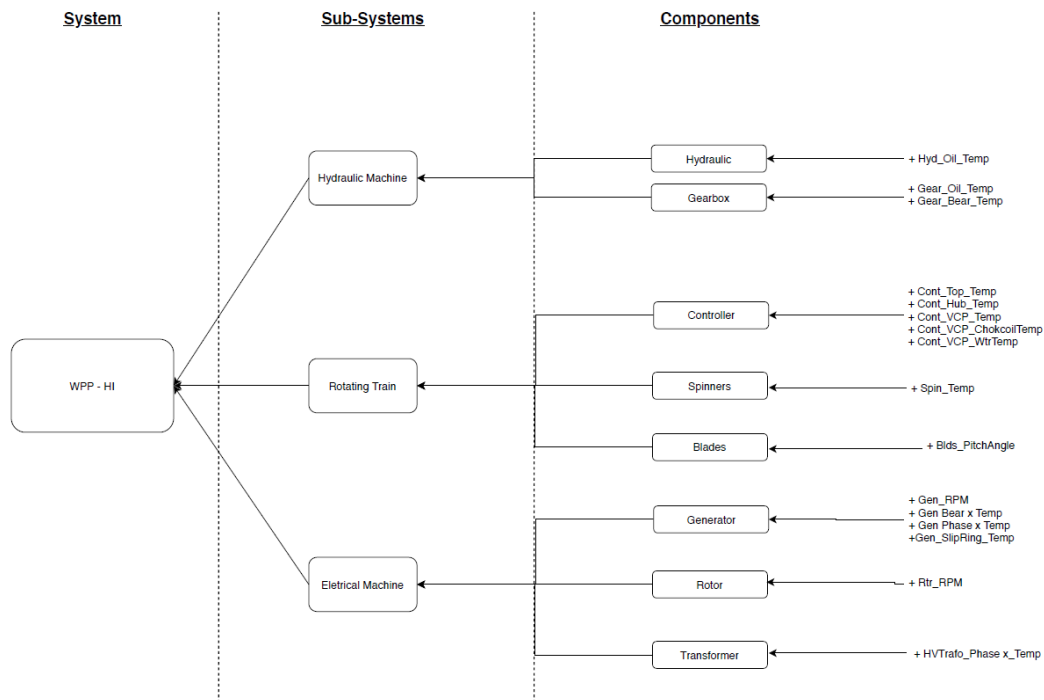 System
Sub-Systems
Components
Hydraulic Machine
Hydraulic
+ Hyd_Oil_Temp
Gearbox
+ Gear_Oil_Temp
+ Gear_Bear_Temp
WPP - HI
Rotating Train
Controller
+ Cont_Top_Temp
+ Cont_Hub_Temp
+ Cont_VCP_Temp
+ Cont_VCP_ChokcoilTemp
+ Cont_VCP_WtrTemp
Spinners
+ Spin_Temp
Blades
+ Blds_PitchAngle
Eletrical Machine
Generator
+ Gen_RPM
+ Gen Bear x Temp
+ Gen Phase x Temp
+Gen_SlipRing_Temp
Rotor
+ Rtr_RPM
Transformer
+ HVTrafo_Phase x_Temp